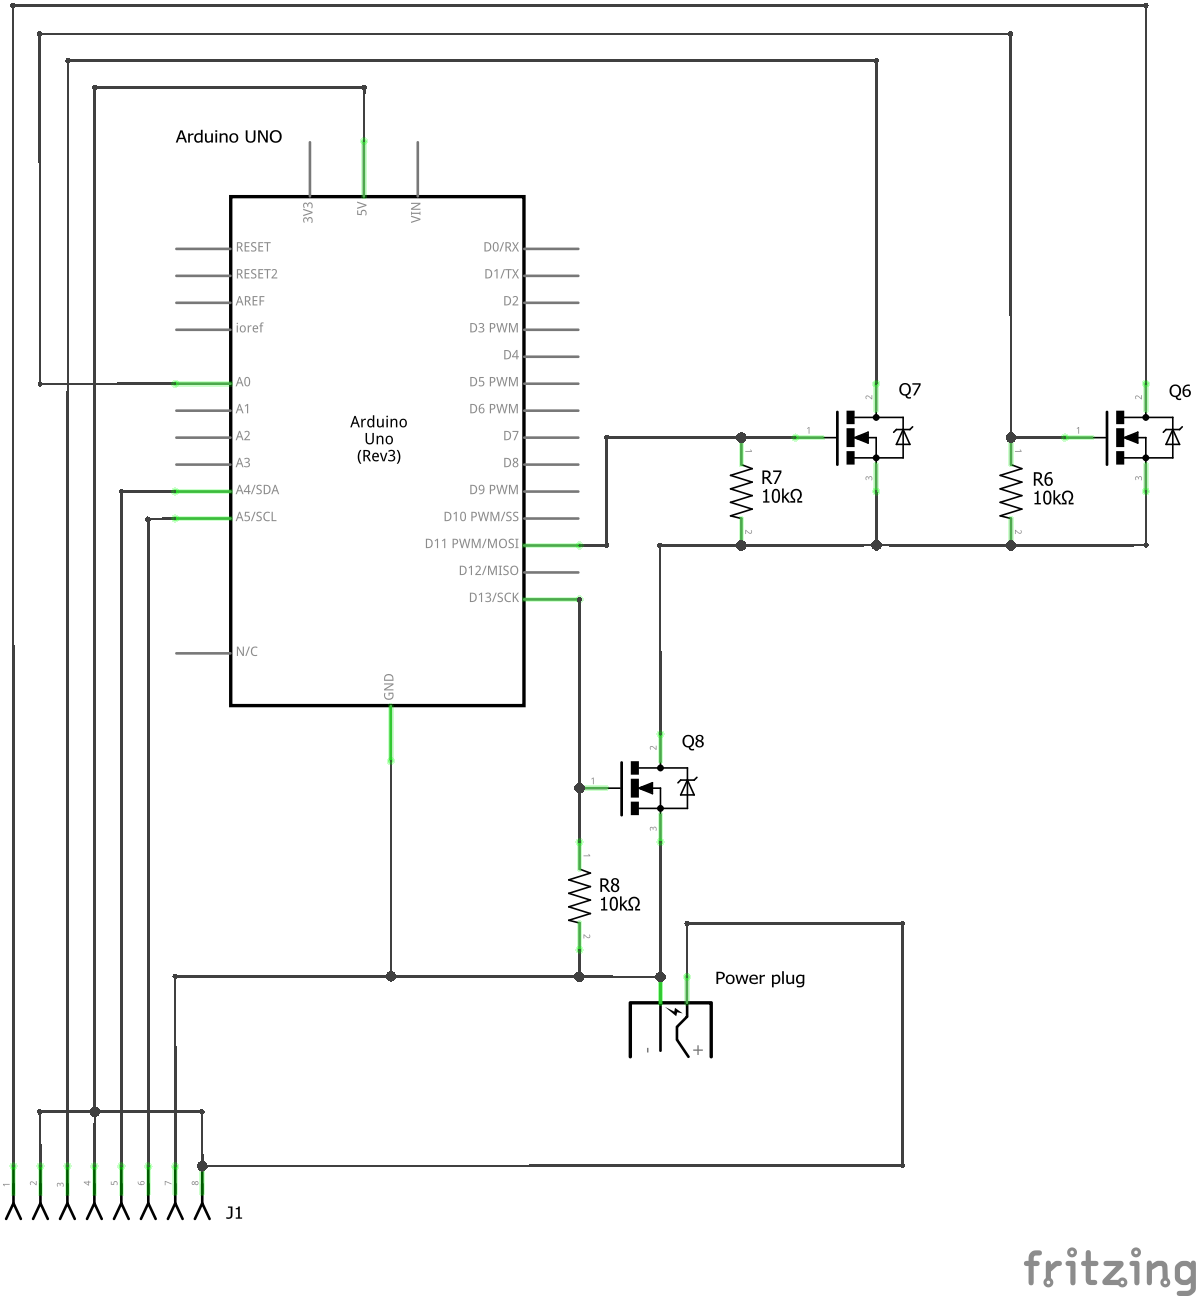 Arduino UNO
3V3
5V
VIN
RESET
RESET2
AREF
ioref
A0
A1
A2
A3
A4/SDA
A5/SCL
N/C
D0/RX
D1/TX
D2
D3 PWM
D4
D5 PWM
D6 PWM
D7
D8
D9 PWM
D10 PWM/SS
D11 PWM/MOSI
D12/MISO
D13/SCK
GND
Arduino
Uno
(Rev3)
Q7
2
1
3
R7
10kΩ
1
2
Q6
2
1
3
R6
10kΩ
1
2
Q8
2
1
3
R8
10kΩ
1
2
Power plug
-
+
1
2
3
4
5
6
7
8
J1
fritzing